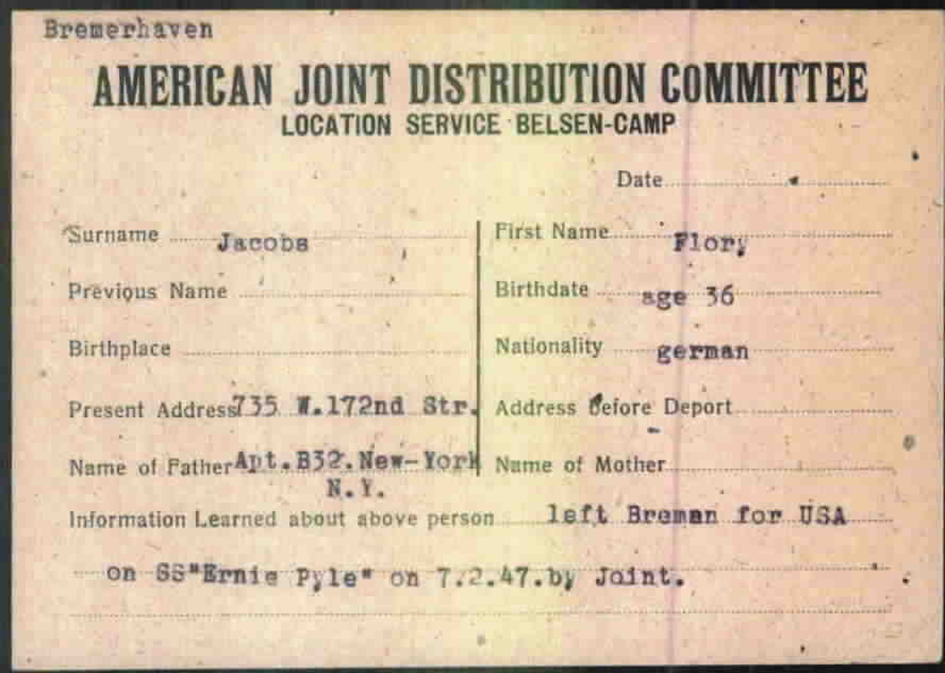 Bremerhaven
AMERICAN JOINT DISTRIBUTION COMMITTEE
LOCATION SERVICE BELSEN-CAMP
Date
Surname Jacobs First Name Flory
Previous Name Birthdate age 36
Birthplace Nationality german
Present Address 735 W.172nd Str. Address Before Deport
Name of Father Apt.B32.New-York Name of Mother
N.Y.
Information Learned about above person left Breman for USA
on SS"Ernie Pyle" on 7.2.47.by Joint.